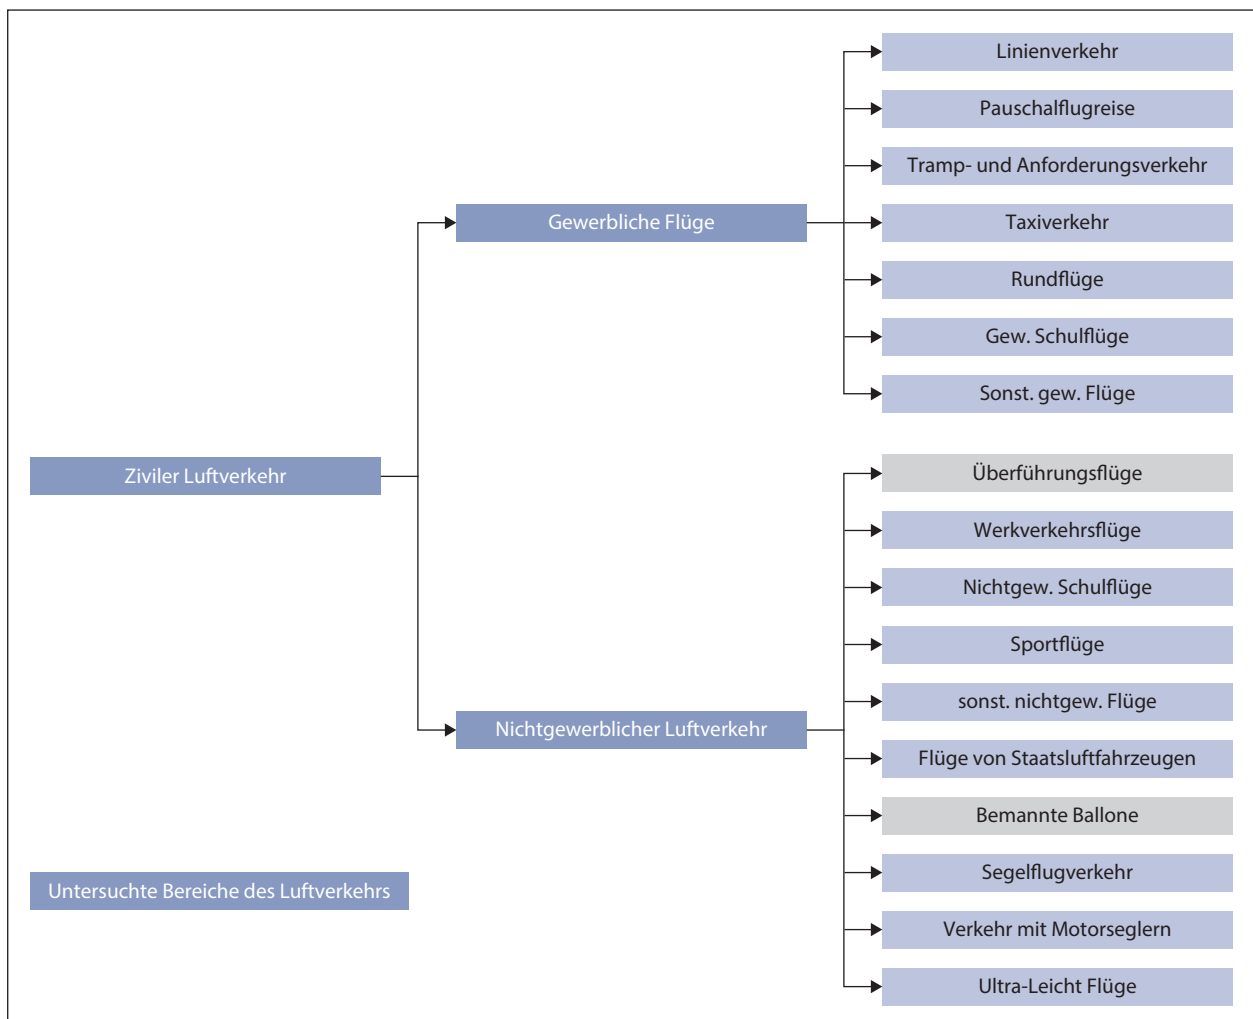 Linienverkehr
Pauschalflugreise
Tramp- und Anforderungsverkehr
Gewerbliche Flüge
Taxiverkehr
Rundflüge
Gew. Schulflüge
Sonst. gew. Flüge
Ziviler Luftverkehr
Überführungsflüge
Werkverkehrsflüge
Nichtgew. Schulflüge
Sportflüge
sonst. nichtgew. Flüge
Nichtgewerblicher Luftverkehr
Flüge von Staatsluftfahrzeugen
Bemannte Ballone
Segelflugverkehr
Untersuchte Bereiche des Luftverkehrs
Verkehr mit Motorseglern
Ultra-Leicht Flüge